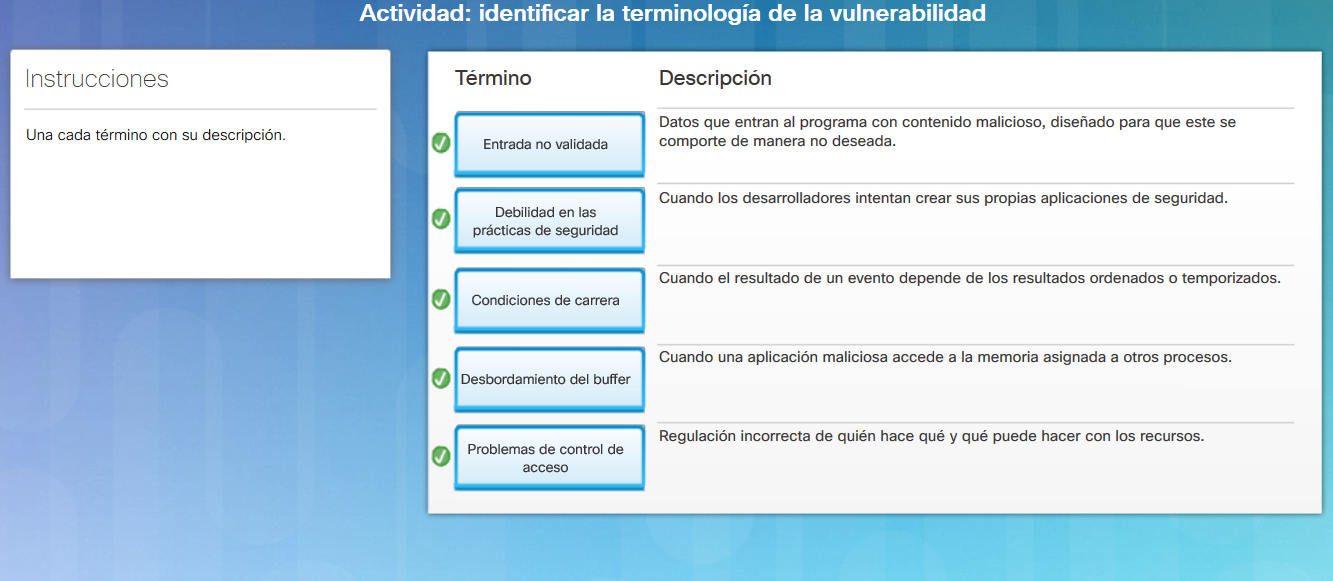 Actividad: identificar la terminología de la vulnerabilidad
Instrucciones
Una cada término con su descripción.
Término
Descripción
Entrada no validada
Datos que entran al programa con contenido malicioso, diseñado para que este se
comporte de manera no deseada.
Debilidad en las
prácticas de seguridad
Cuando los desarrolladores intentan crear sus propias aplicaciones de seguridad.
Condiciones de carrera
Cuando el resultado de un evento depende de los resultados ordenados o temporizados.
Desbordamiento del buffer
Cuando una aplicación maliciosa accede a la memoria asignada a otros procesos.
Problemas de control de
acceso
Regulación incorrecta de quién hace qué y qué puede hacer con los recursos.